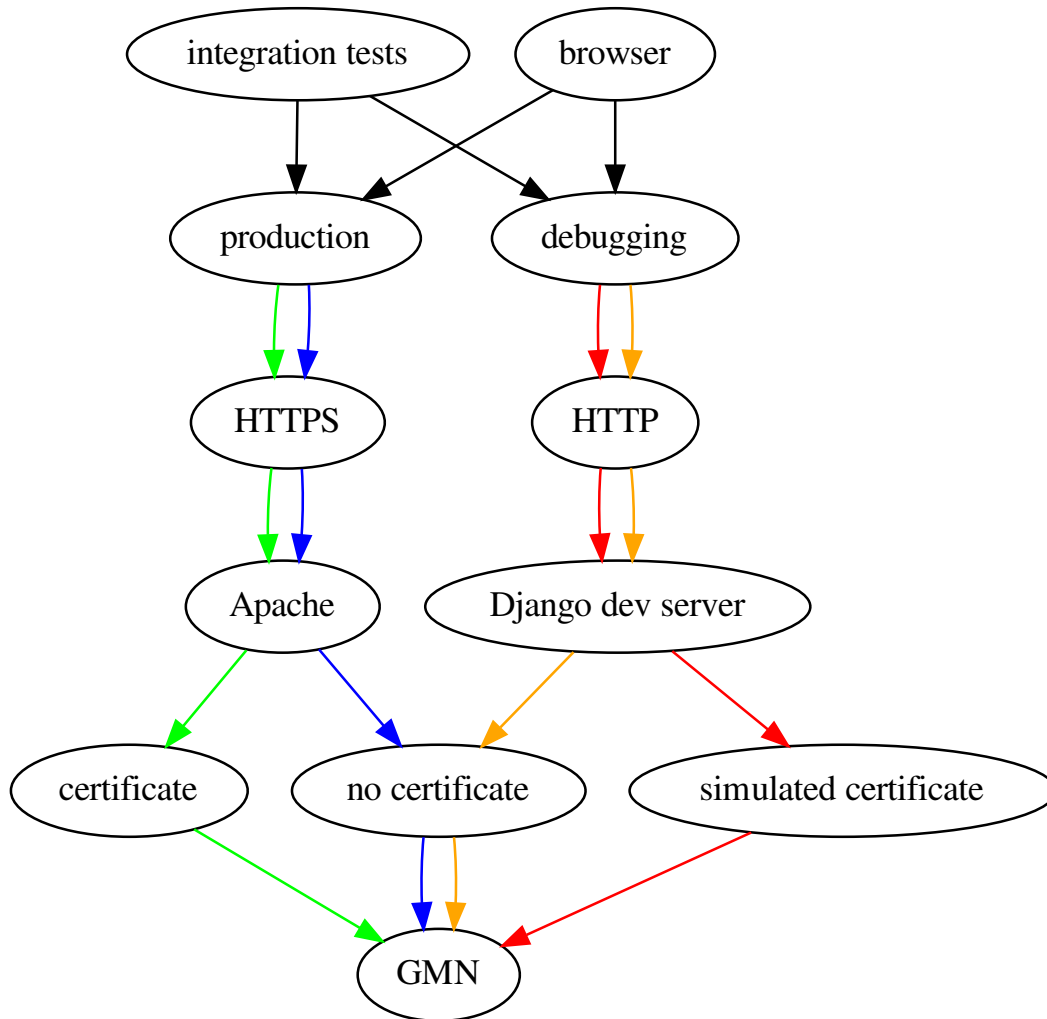 integration tests
browser
production
debugging
HTTPS
HTTP
Apache
Django dev server
certificate
no certificate
simulated certificate
GMN